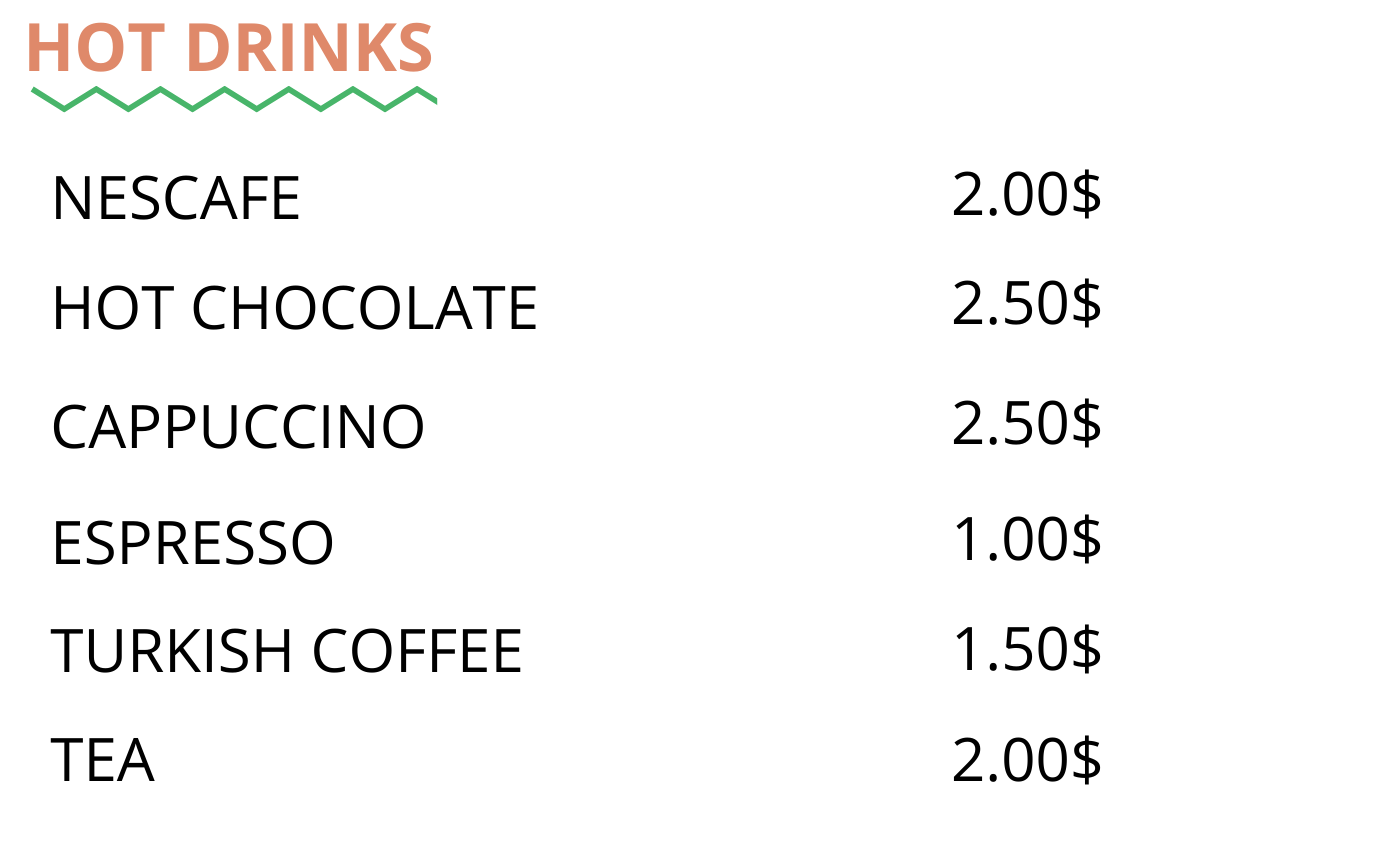 HOT DRINKS
NESCAFE 2.00$
HOT CHOCOLATE 2.50$
CAPPUCCINO 2.50$
ESPRESSO 1.00$
TURKISH COFFEE 1.50$
TEA 2.00$